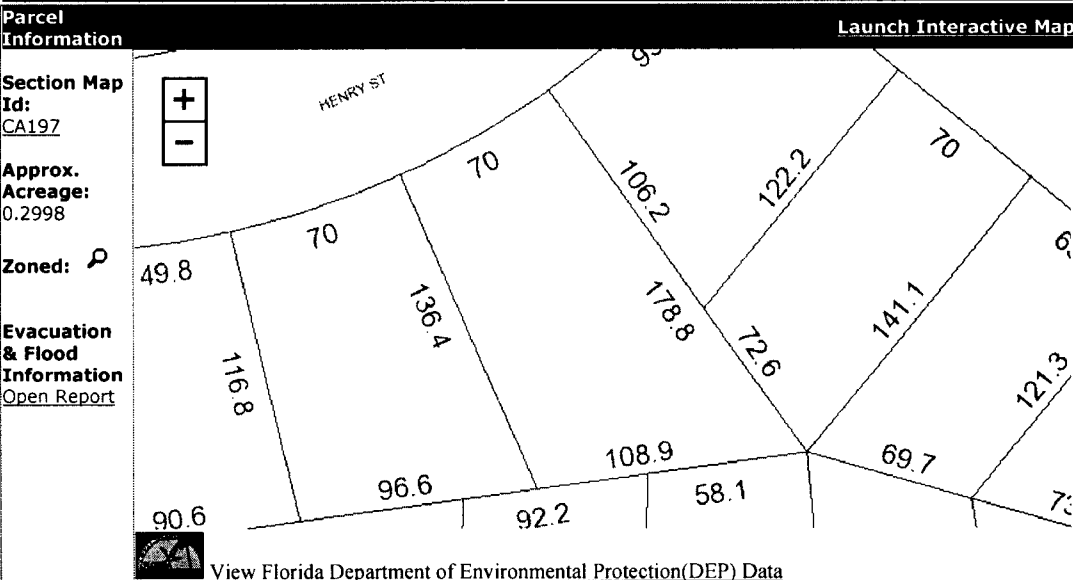 Parcel
Information
Launch Interactive Map
Section Map
Id:
CA197
Approx.
Acreage:
0.2998
Zoned:
Evacuation
& Flood
Information
Open Report
+
−
HENRY ST
70
106.2
122.2
70
70
49.8
136.4
178.8
72.6
141.1
116.8
121.3
108.9
69.7
96.6
58.1
92.2
90.6
View Florida Department of Environmental Protection(DEP) Data